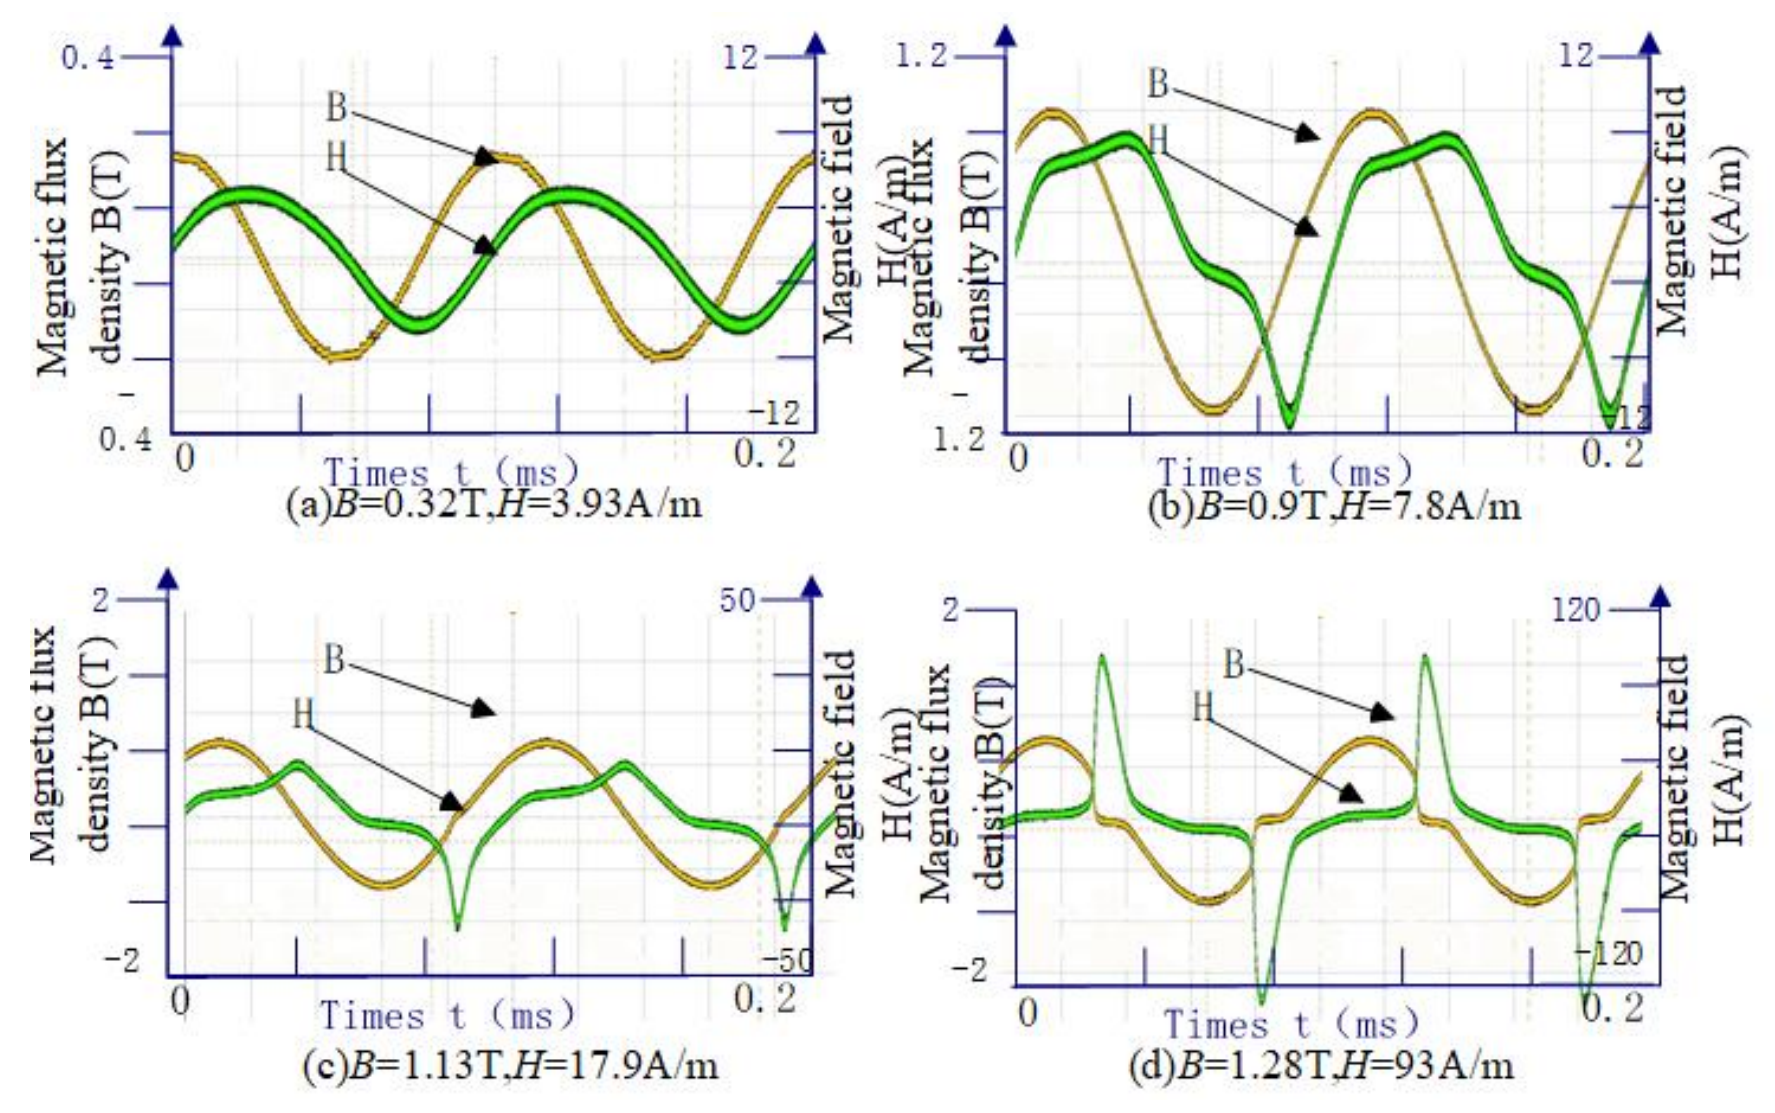 0.4
12
B
H
Magnetic flux
density B(T)
Magnetic field
H(A/m)
-
0.4
-12
0
0.2
Times t (ms)
(a)B=0.32T,H=3.93A/m
1.2
12
B
H
Magnetic flux
density B(T)
Magnetic field
H(A/m)
-
1.2
-12
0
0.2
Times t (ms)
(b)B=0.9T,H=7.8A/m
2
50
B
H
Magnetic flux
density B(T)
Magnetic field
H(A/m)
-2
-50
0
0.2
Times t (ms)
(c)B=1.13T,H=17.9A/m
2
120
B
H
Magnetic flux
density B(T)
Magnetic field
H(A/m)
-2
-120
0
0.2
Times t (ms)
(d)B=1.28T,H=93A/m